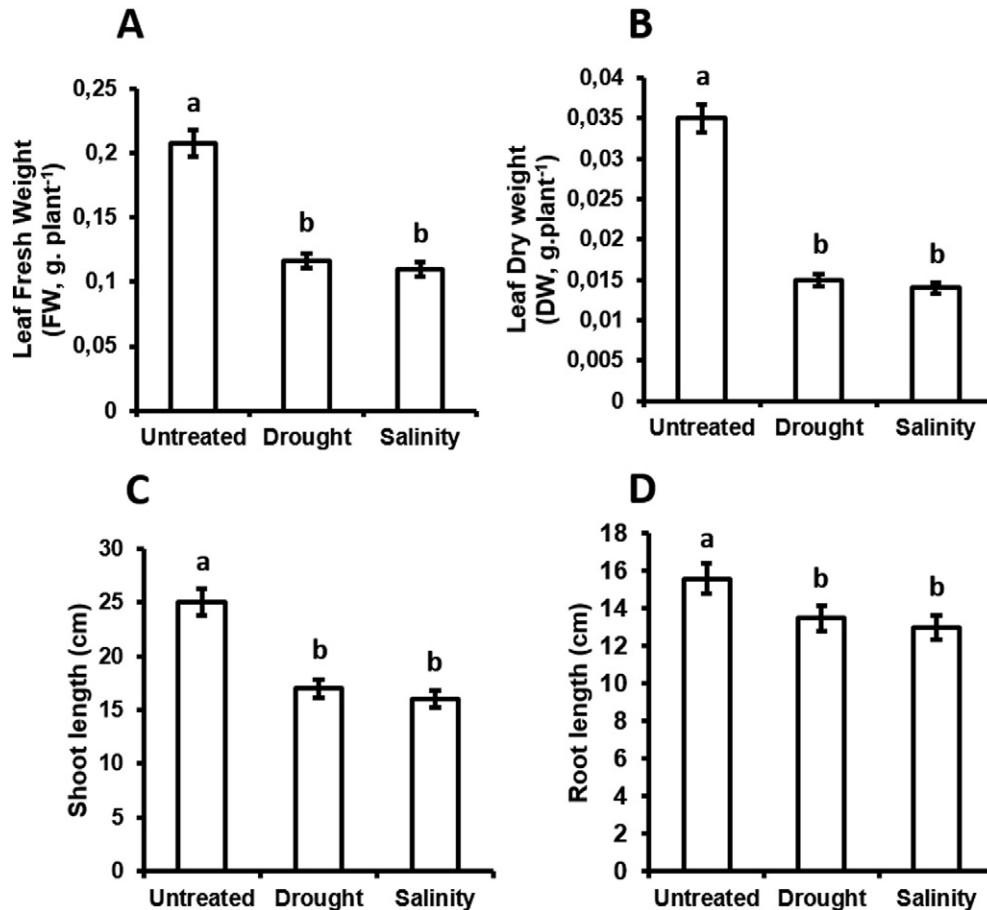 A
Leaf Fresh Weight
(FW, g. plant⁻¹)
0,25
0,2
0,15
0,1
0,05
0
a
b
b
Untreated Drought Salinity
B
Leaf Dry weight
(DW, g.plant⁻¹)
0,04
0,035
0,03
0,025
0,02
0,015
0,01
0,005
0
a
b
b
Untreated Drought Salinity
C
Shoot length (cm)
30
25
20
15
10
5
0
a
b
b
Untreated Drought Salinity
D
Root length (cm)
18
16
14
12
10
8
6
4
2
0
a
b
b
Untreated Drought Salinity